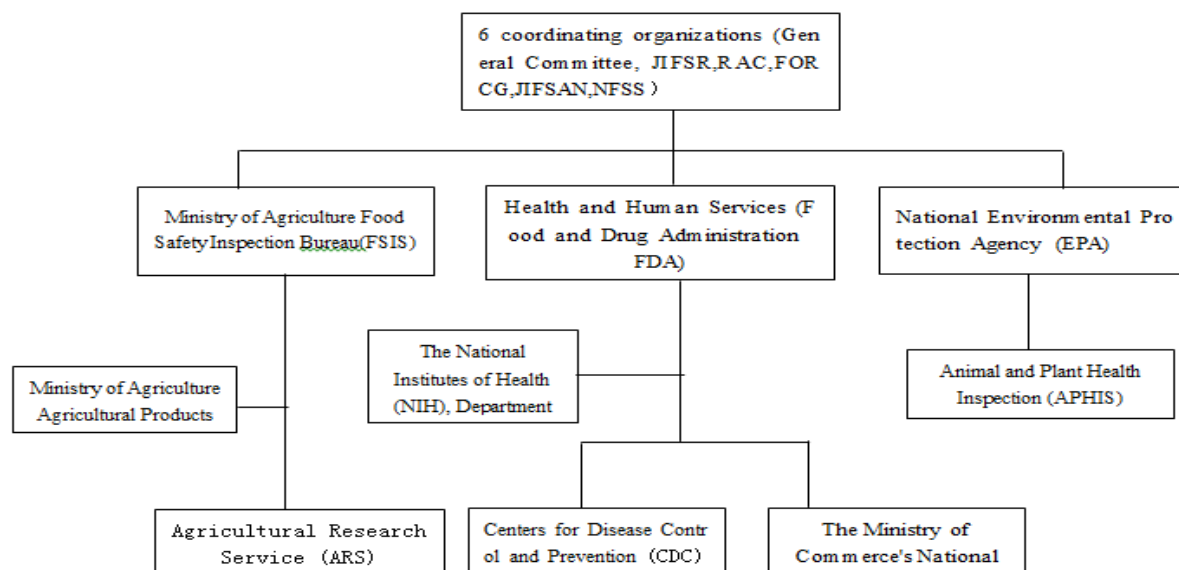 6 coordinating organizations (Gen
eral Committee, JIFSR,RAC,FOR
CG,JIFSAN,NFSS）
Ministry of Agriculture Food
Safety Inspection Bureau(FSIS)
Health and Human Services (F
ood and Drug Administration
FDA)
National Environmental Pro
tection Agency (EPA)
The National
Institutes of Health
(NIH), Department
Animal and Plant Health
Inspection (APHIS)
Ministry of Agriculture
Agricultural Products
Agricultural Research
Service (ARS)
Centers for Disease Contr
ol and Prevention (CDC)
The Ministry of
Commerce's National